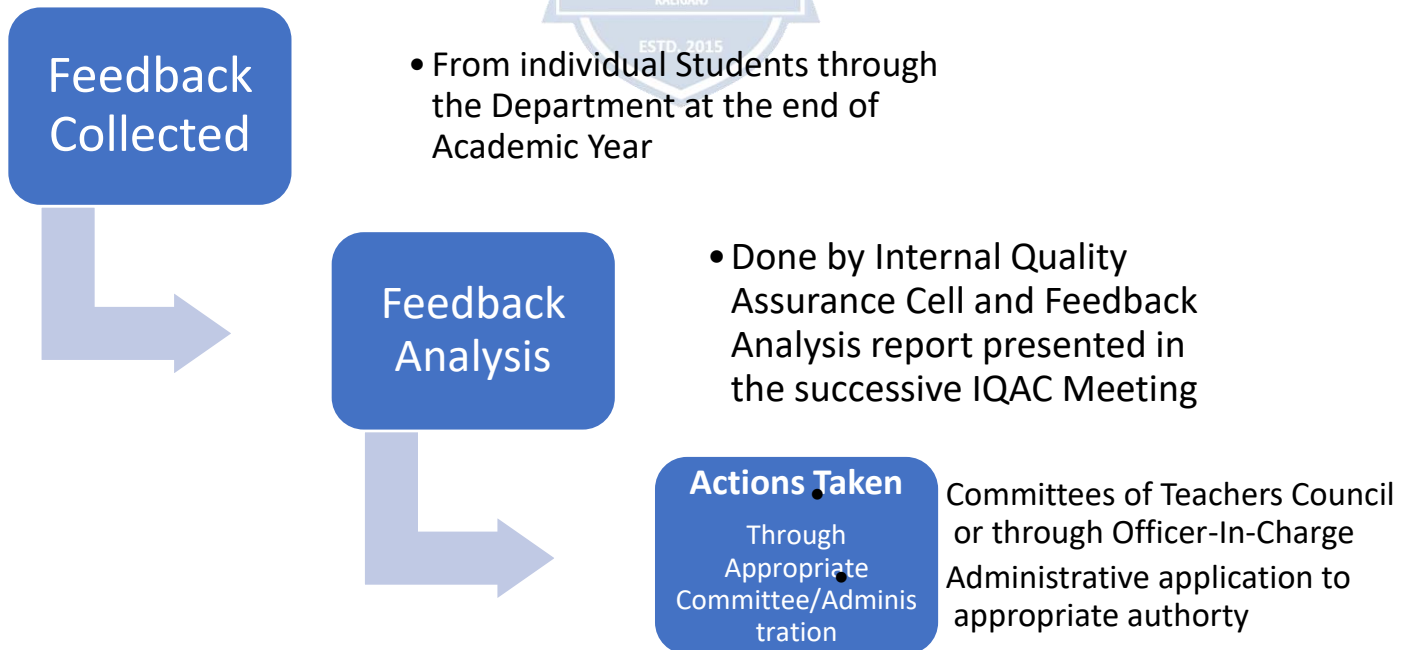 KALIGANJ
ESTD. 2015
Feedback
Collected
• From individual Students through
the Department at the end of
Academic Year
Feedback
Analysis
• Done by Internal Quality
Assurance Cell and Feedback
Analysis report presented in
the successive IQAC Meeting
Actions Taken
Through
Appropriate
Committee/Adminis
tration
• Committees of Teachers Council
or through Officer-In-Charge
• Administrative application to
appropriate authorty